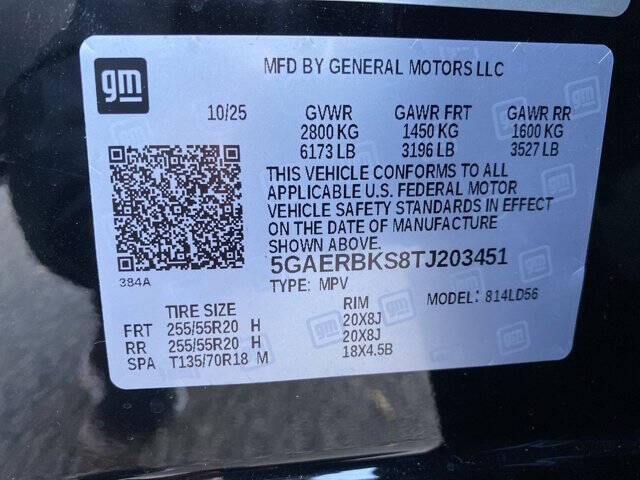 gm
MFD BY GENERAL MOTORS LLC
10/25 GVWR GAWR FRT GAWR RR
2800 KG 1450 KG 1600 KG
6173 LB 3196 LB 3527 LB
THIS VEHICLE CONFORMS TO ALL
APPLICABLE U.S. FEDERAL MOTOR
VEHICLE SAFETY STANDARDS IN EFFECT
ON THE DATE OF MANUFACTURE
SHOWN ABOVE.
384A
5GAERBKS8TJ203451
TYPE: MPV MODEL: 814LD56
TIRE SIZE RIM
FRT 255/55R20 H 20X8J
RR 255/55R20 H 20X8J
SPA T135/70R18 M 18X4.5B